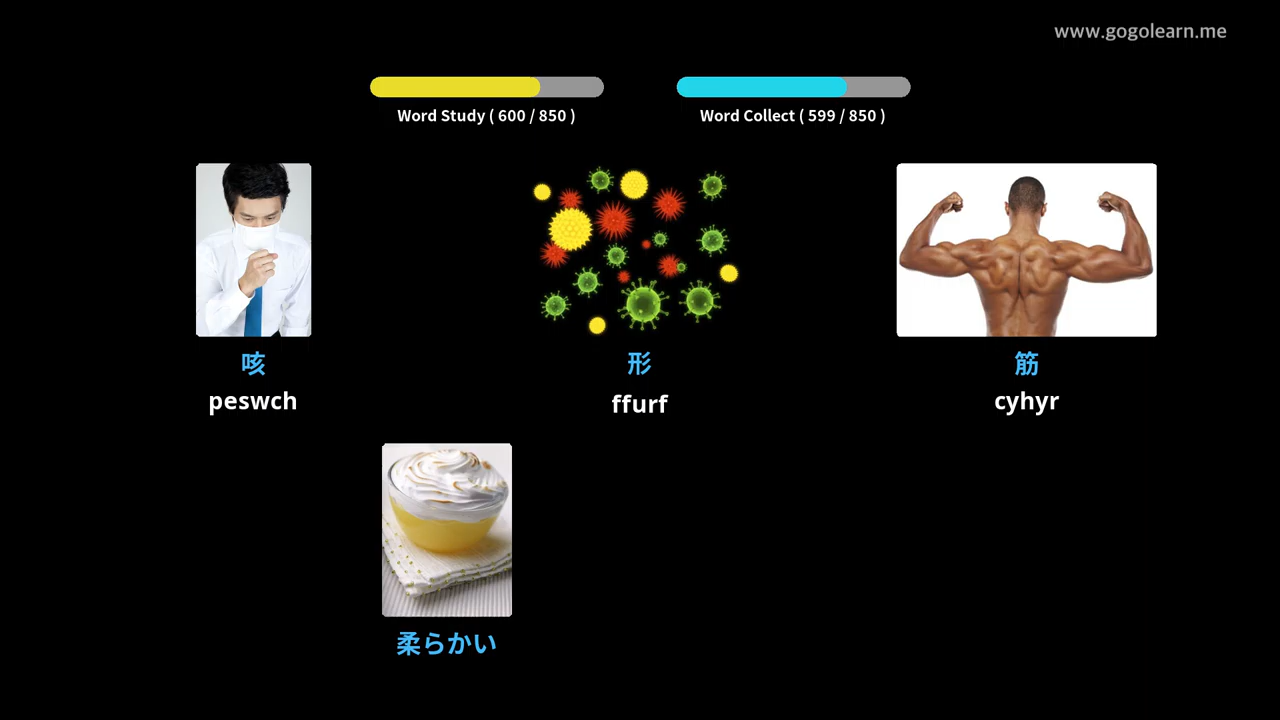 www.gogolearn.me
Word Study ( 600 / 850 )
Word Collect ( 599 / 850 )
咳
peswch
形
ffurf
筋
cyhyr
柔らかい